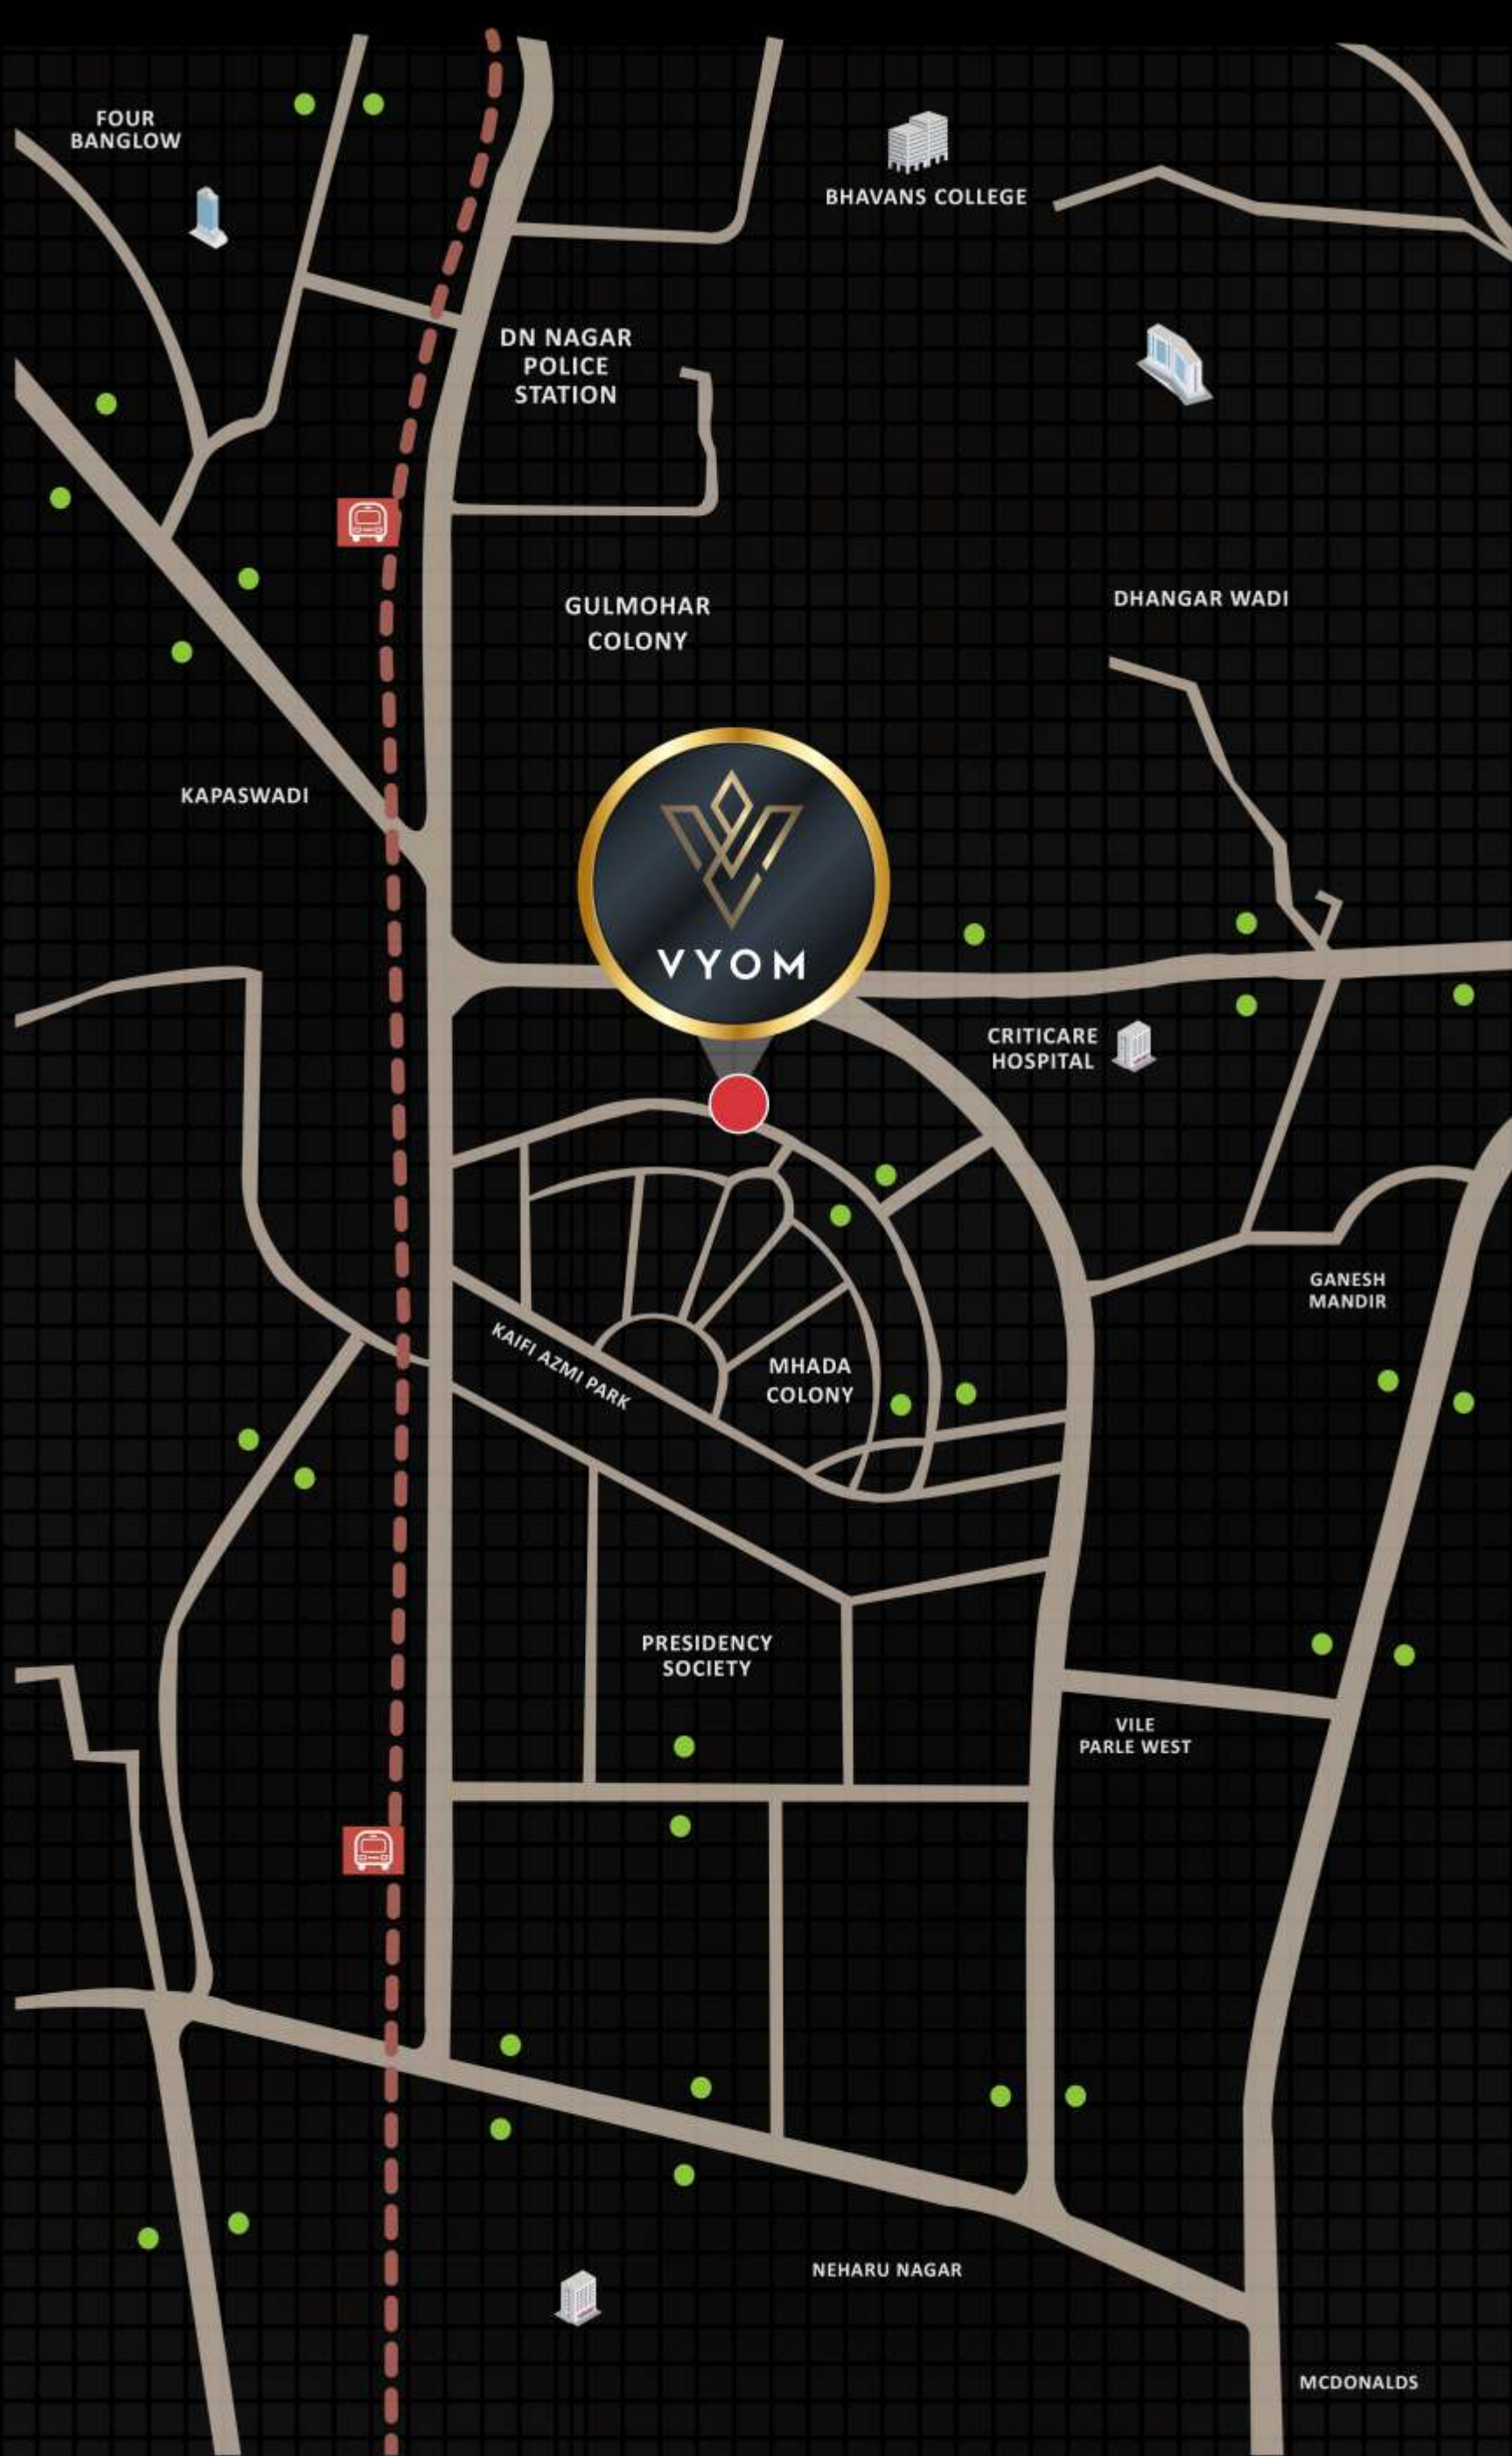 FOUR
BANGLOW
BHAVANS COLLEGE
DN NAGAR
POLICE
STATION
GULMOHAR
COLONY
DHANGAR WADI
KAPASWADI
VYOM
CRITICARE
HOSPITAL
GANESH
MANDIR
KAIFI AZMI PARK
MHADA
COLONY
PRESIDENCY
SOCIETY
VILE
PARLE WEST
NEHARU NAGAR
MCDONALDS